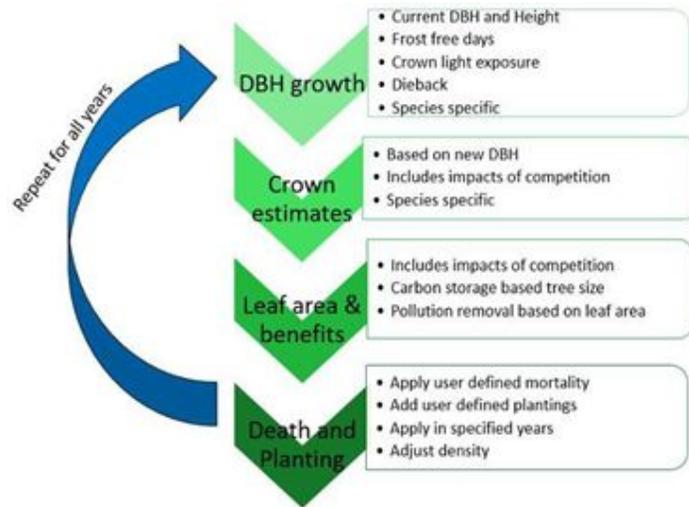 Repeat for all years
DBH growth
• Current DBH and Height
• Frost free days
• Crown light exposure
• Dieback
• Species specific
Crown
estimates
• Based on new DBH
• Includes impacts of competition
• Species specific
Leaf area &
benefits
• Includes impacts of competition
• Carbon storage based tree size
• Pollution removal based on leaf area
Death and
Planting
• Apply user defined mortality
• Add user defined plantings
• Apply in specified years
• Adjust density